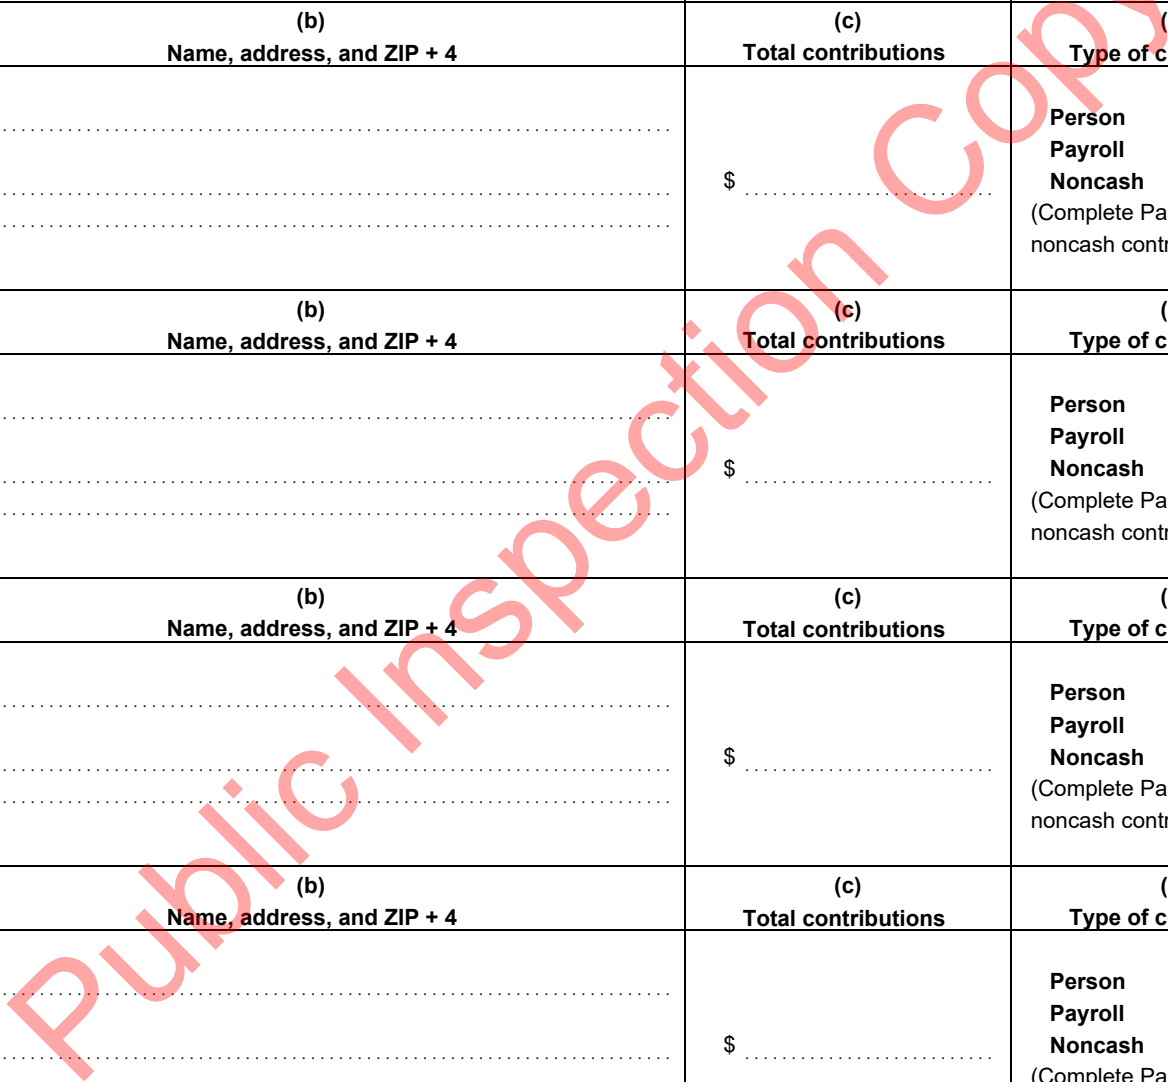 (b) (c) (
Name, address, and ZIP + 4 Total contributions Type of c
Person
Payroll
$ Noncash
(Complete Pa
noncash contr
(b) (c) (
Name, address, and ZIP + 4 Total contributions Type of c
Person
Payroll
$ Noncash
(Complete Pa
noncash contr
(b) (c) (
Name, address, and ZIP + 4 Total contributions Type of c
Person
Payroll
$ Noncash
(Complete Pa
noncash contr
(b) (c) (
Name, address, and ZIP + 4 Total contributions Type of c
Person
Payroll
$ Noncash
(Complete Pa
Public Inspection Copy